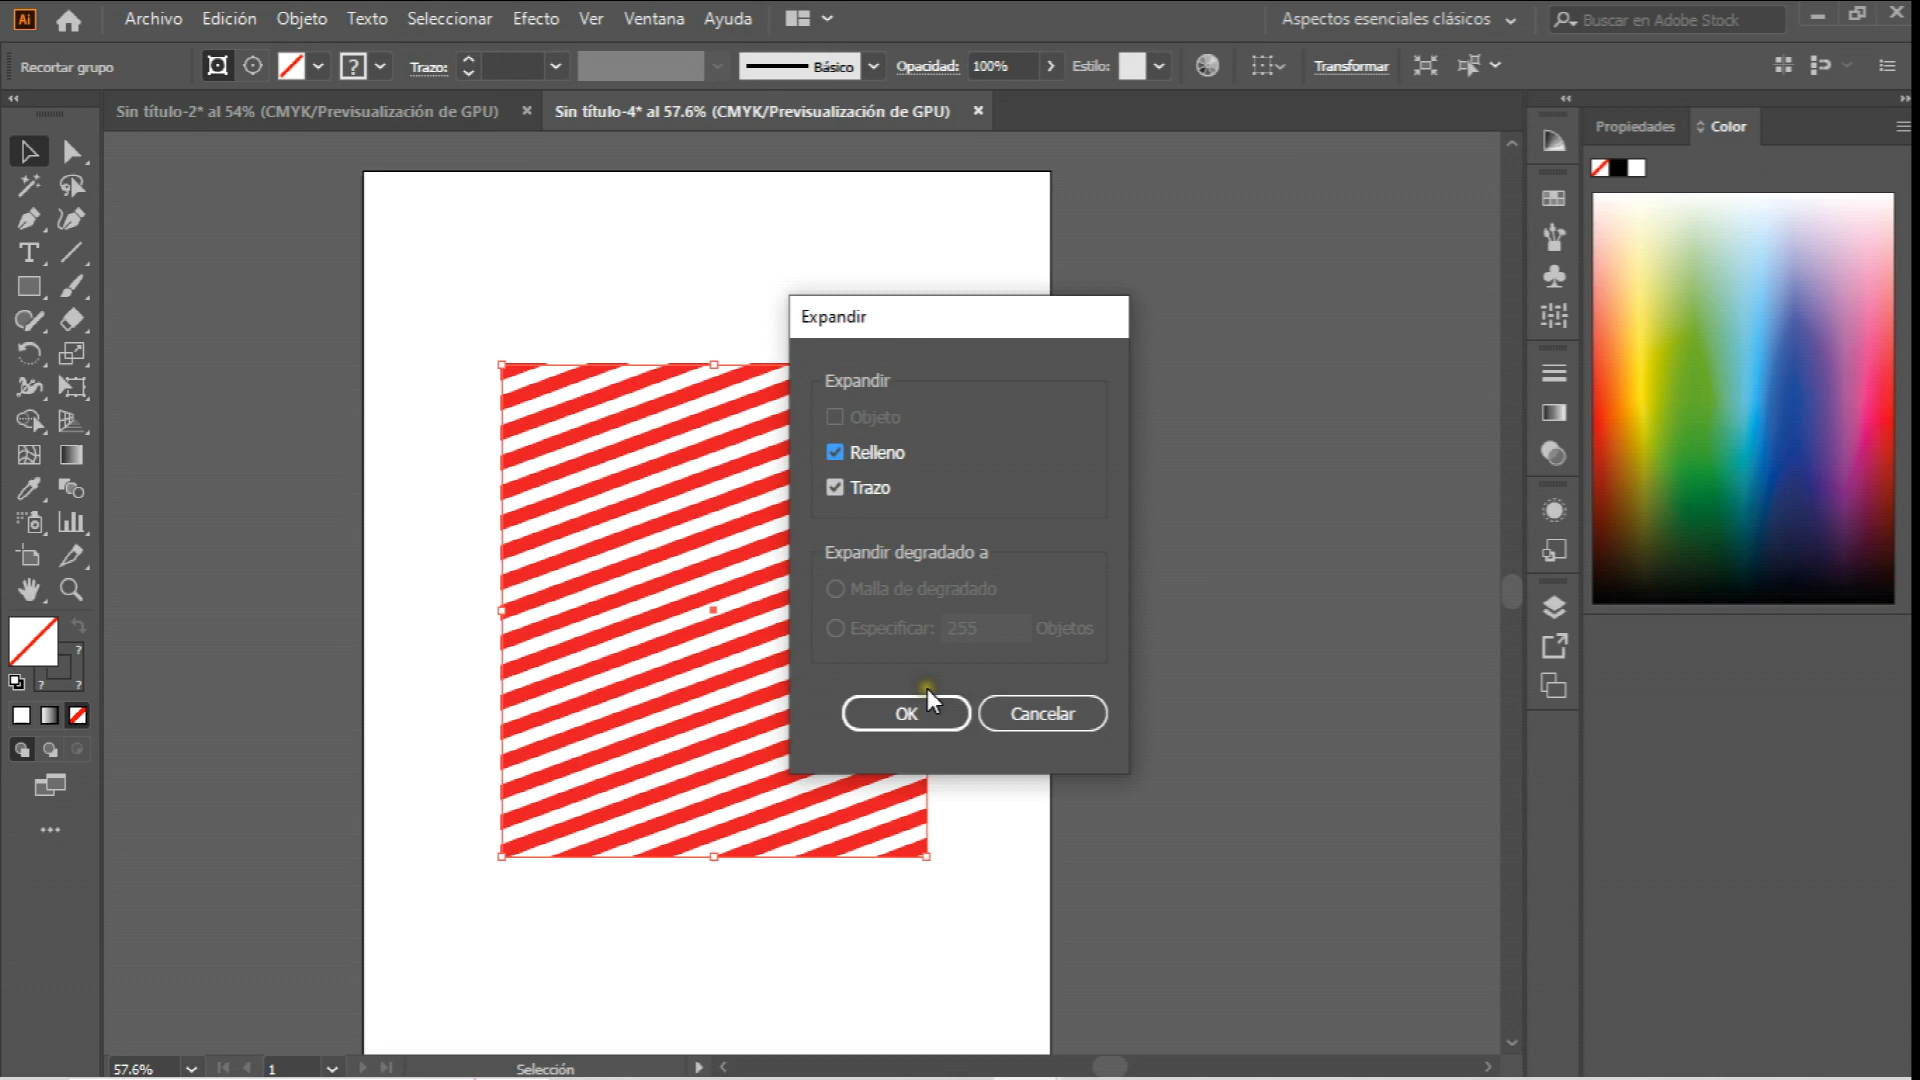 Ai Archivo Edición Objeto Texto Seleccionar Efecto Ver Ventana Ayuda Aspectos esenciales clásicos Buscar en Adobe Stock
Recortar grupo ? Trazo: Básico Opacidad: 100% Estilo: Transformar
Sin título-2* al 54% (CMYK/Previsualización de GPU) Sin título-4* al 57.6% (CMYK/Previsualización de GPU)
Propiedades Color
Expandir
Expandir
Objeto
Relleno
Trazo
Expandir degradado a
Malla de degradado
Especificar: 255 Objetos
OK Cancelar
?
? ?
57.6% 1 Selección